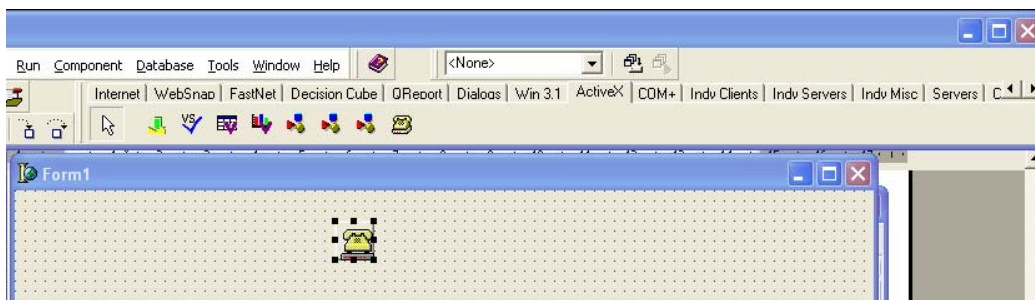 Run Component Database Tools Window Help <None>
Internet WebSnap FastNet Decision Cube QReport Dialogs Win 3.1 ActiveX COM+ Indy Clients Indy Servers Indy Misc Servers C
VS
Form1